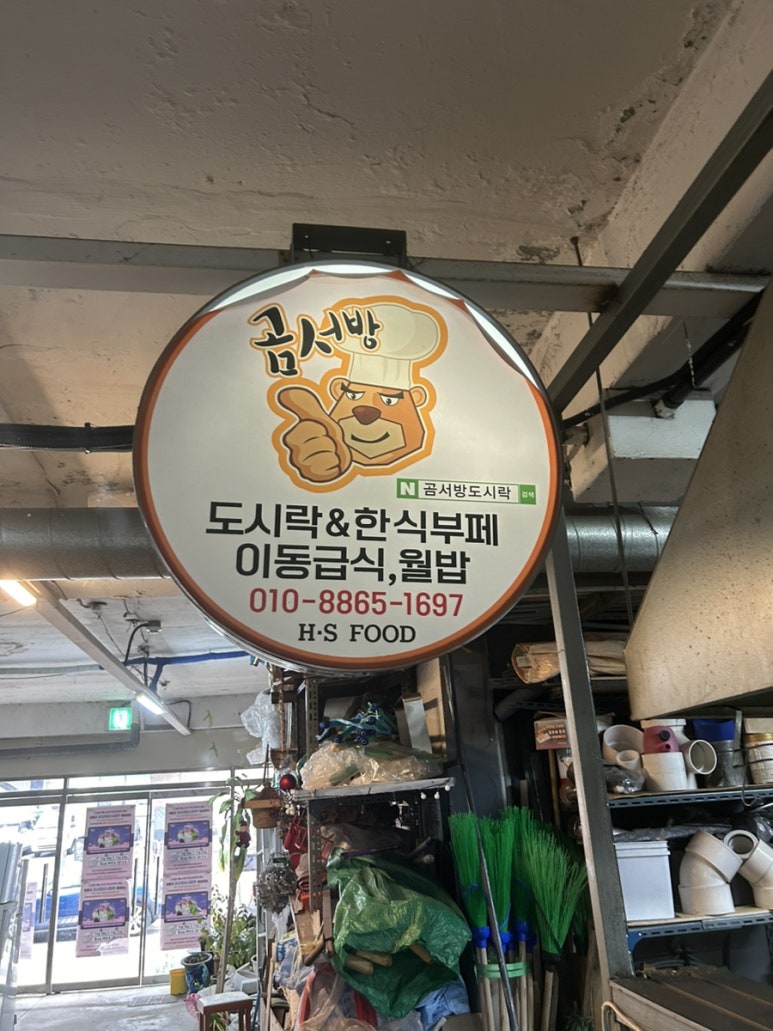 곰서방
N 곰서방도시락 검색
도시락&한식부페
이동급식,월밥
010-8865-1697
H·S FOOD